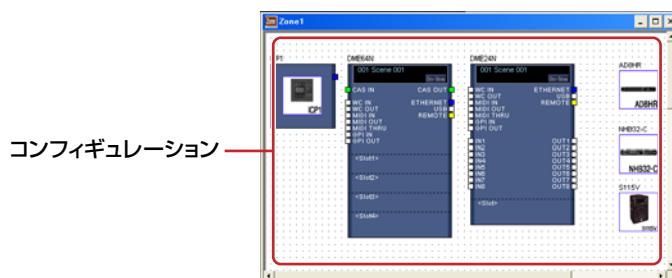 Zone1
コンフィギュレーション
P1
ICP1
DME64N
001 Scene 001
On-line
CAS IN CAS OUT
WC IN ETHERNET
WC OUT USB
MIDI IN REMOTE
MIDI OUT
MIDI THRU
GPI IN
GPI OUT
<Slot1>
<Slot2>
<Slot3>
<Slot4>
DME24N
001 Scene 001
On-line
WC IN ETHERNET
WC OUT USB
MIDI IN REMOTE
MIDI OUT
MIDI THRU
GPI IN
GPI OUT
IN1 OUT1
IN2 OUT2
IN3 OUT3
IN4 OUT4
IN5 OUT5
IN6 OUT6
IN7 OUT7
IN8 OUT8
<Slot>
AD8HR
AD8HR
NHB32-C
NHB32-C
S115V
S115V